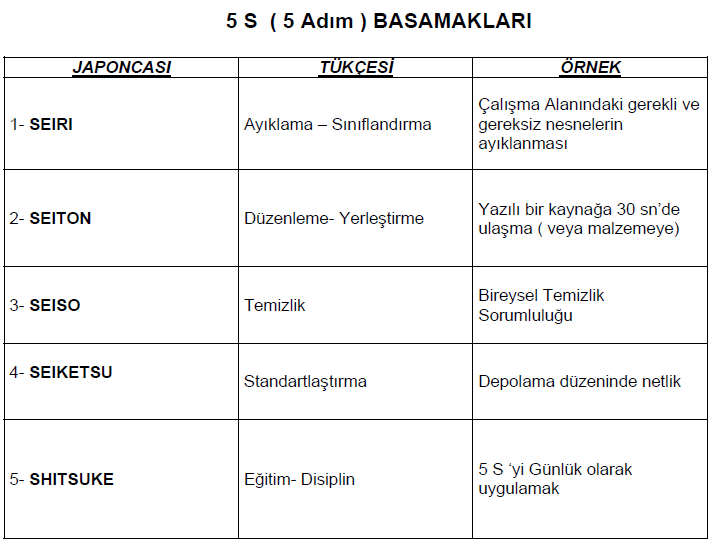 5 S ( 5 Adım ) BASAMAKLARI
JAPONCASI TÜKÇESİ ÖRNEK
1- SEIRI
Ayıklama – Sınıflandırma
Çalışma Alanındaki gerekli ve
gereksiz nesnelerin
ayıklanması
2- SEITON
Düzenleme- Yerleştirme
Yazılı bir kaynağa 30 sn’de
ulaşma ( veya malzemeye)
3- SEISO
Temizlik
Bireysel Temizlik
Sorumluluğu
4- SEIKETSU
Standartlaştırma
Depolama düzeninde netlik
5- SHITSUKE
Eğitim- Disiplin
5 S ‘yi Günlük olarak
uygulamak